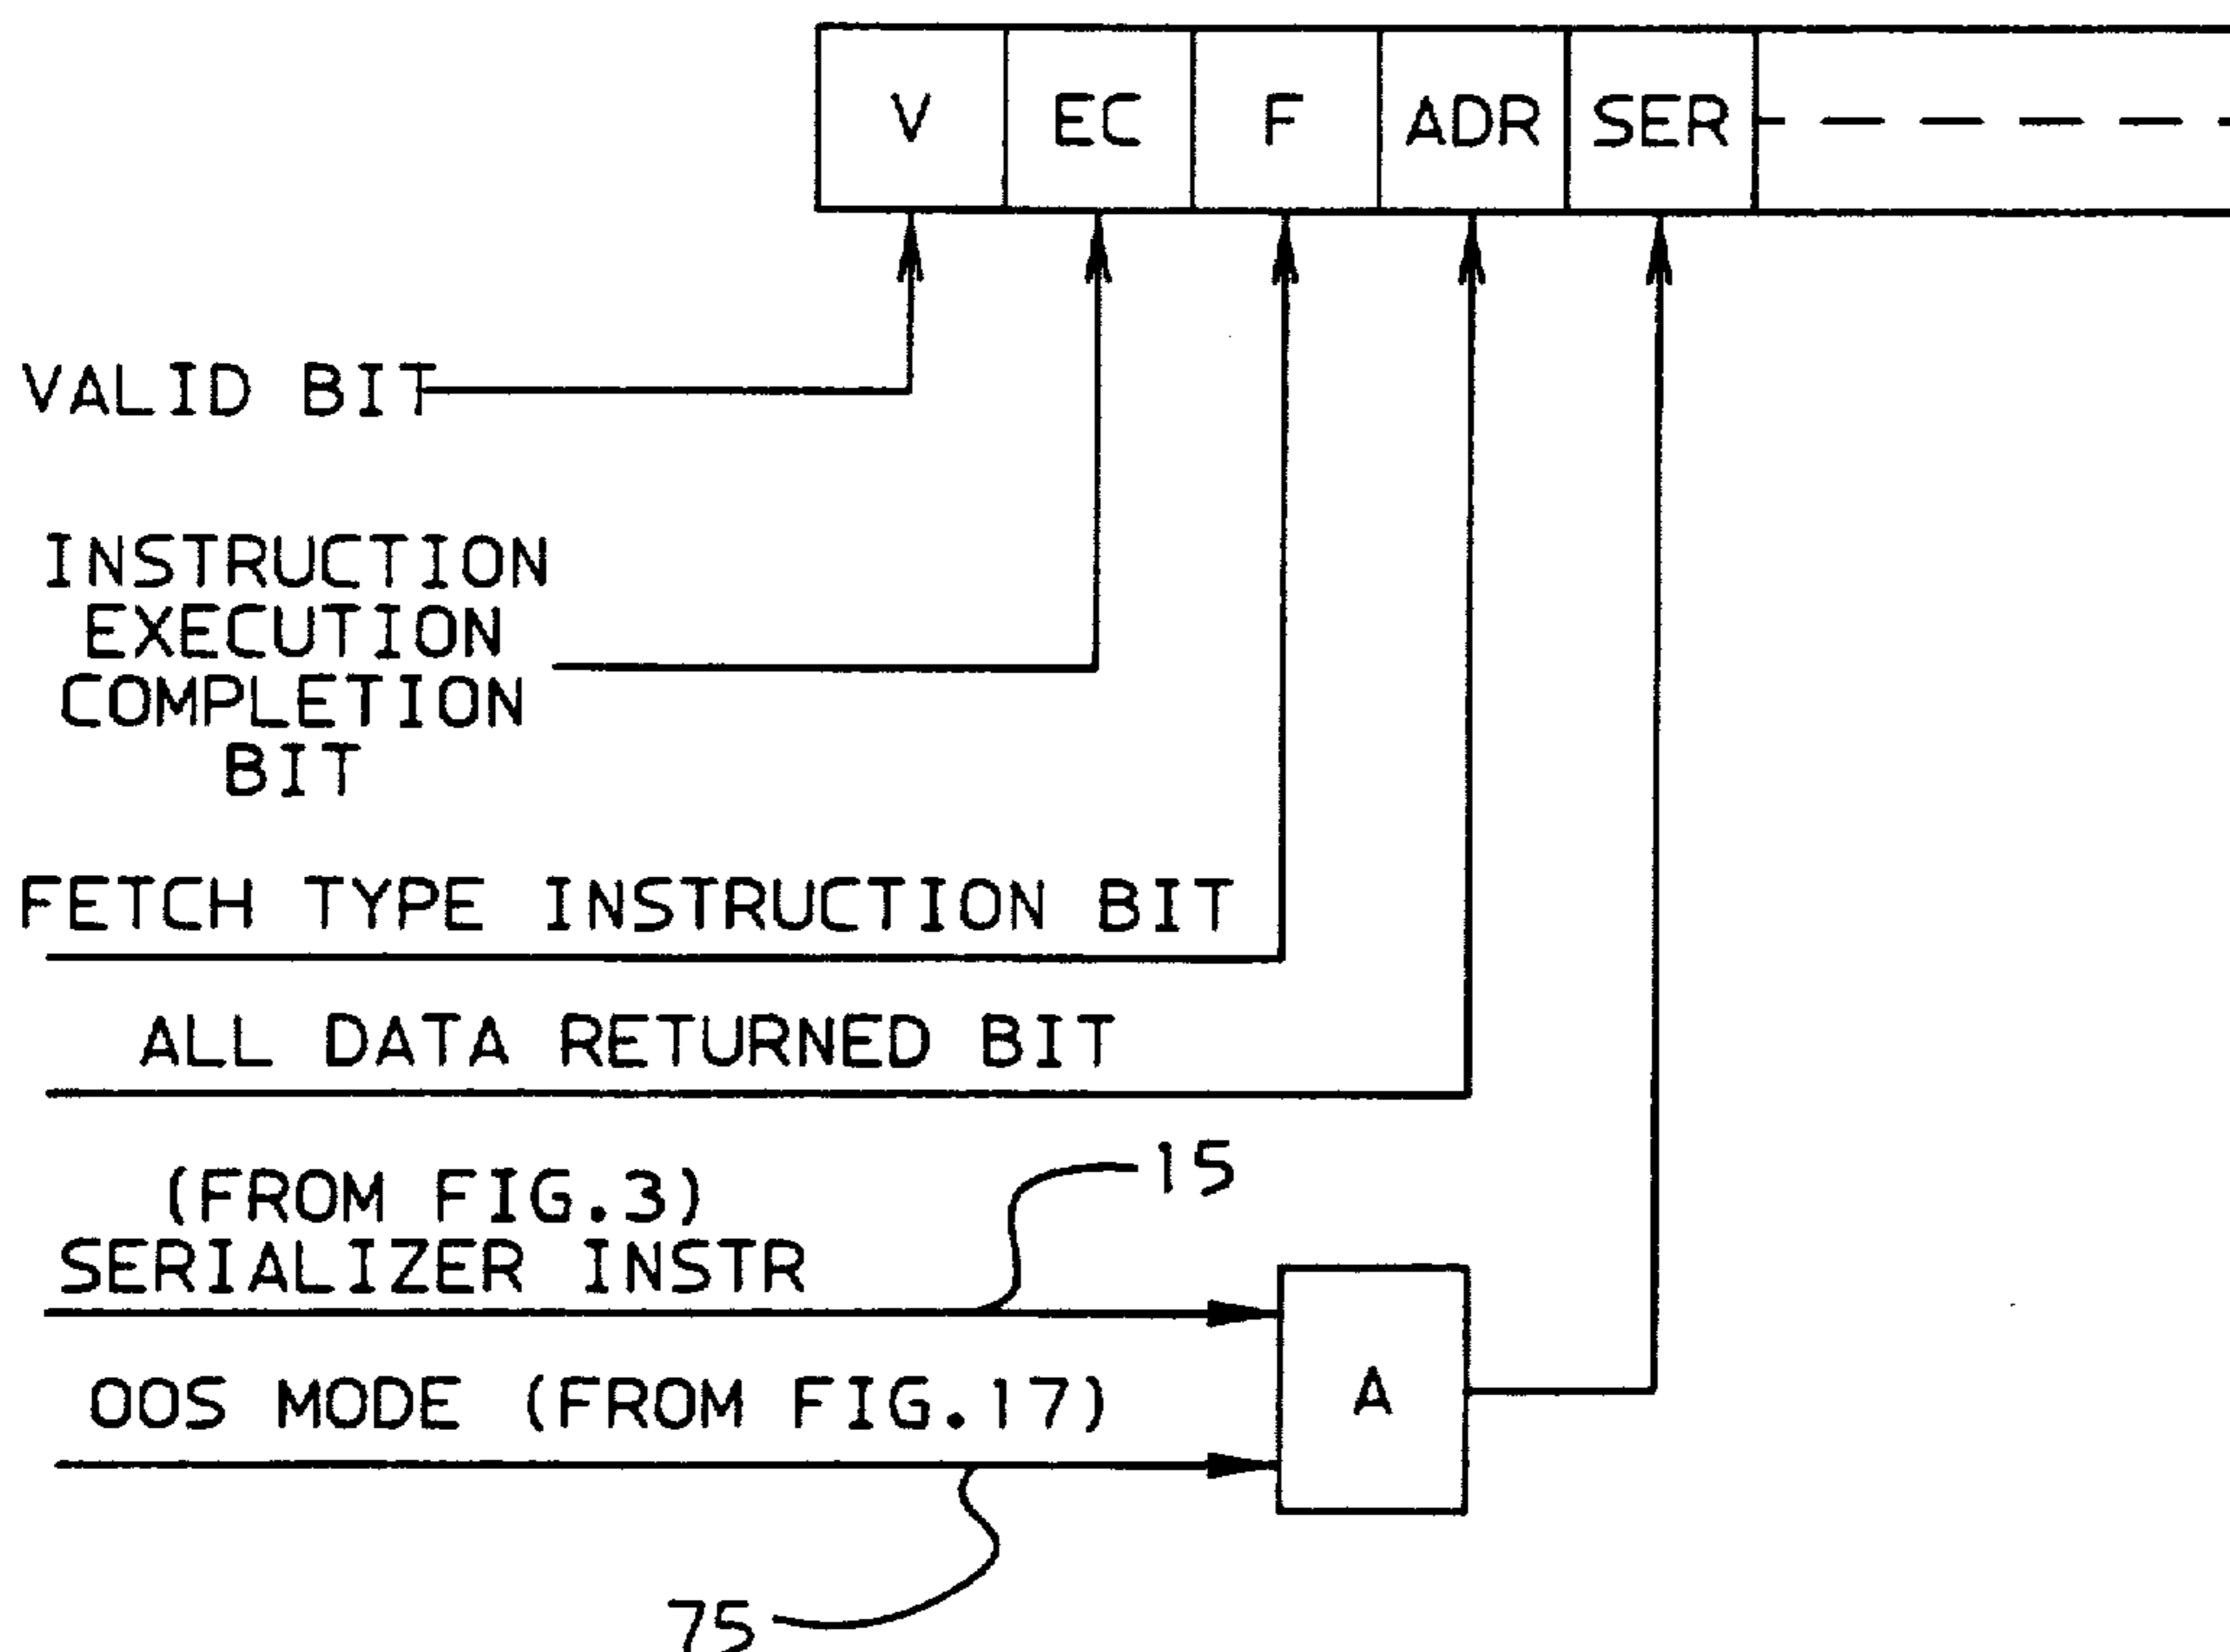 V EC F ADR SER
VALID BIT
INSTRUCTION
EXECUTION
COMPLETION
BIT
FETCH TYPE INSTRUCTION BIT
ALL DATA RETURNED BIT
15
(FROM FIG.3)
SERIALIZER INSTR
OOS MODE (FROM FIG.17)
A
75